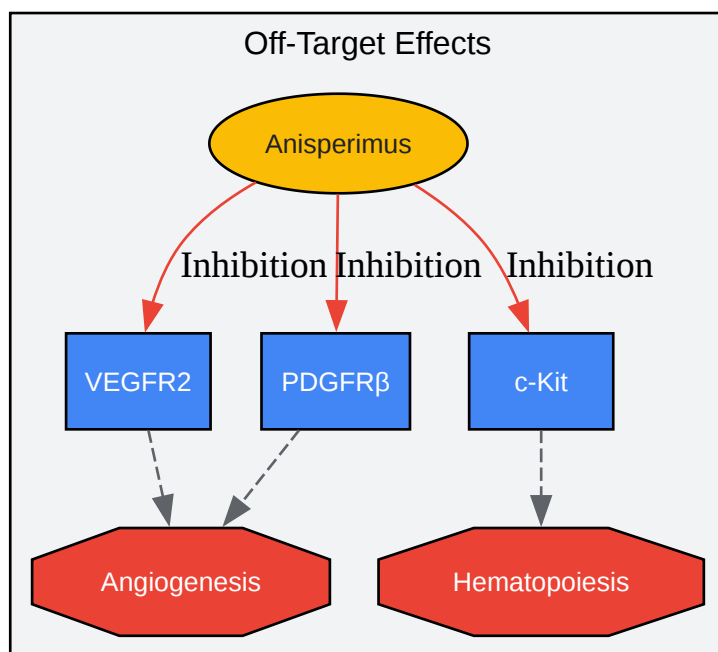 Off-Target Effects
Anisperimus
Inhibition Inhibition Inhibition
VEGFR2 PDGFRβ c-Kit
Angiogenesis Hematopoiesis